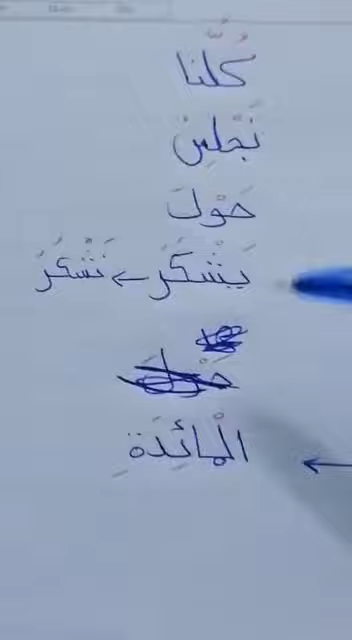 كُلُّنا
نَجْلِسُ
حَوْلَ
يَشْكَرُ ← نَشْكُرُ
الْمائِدَةِ